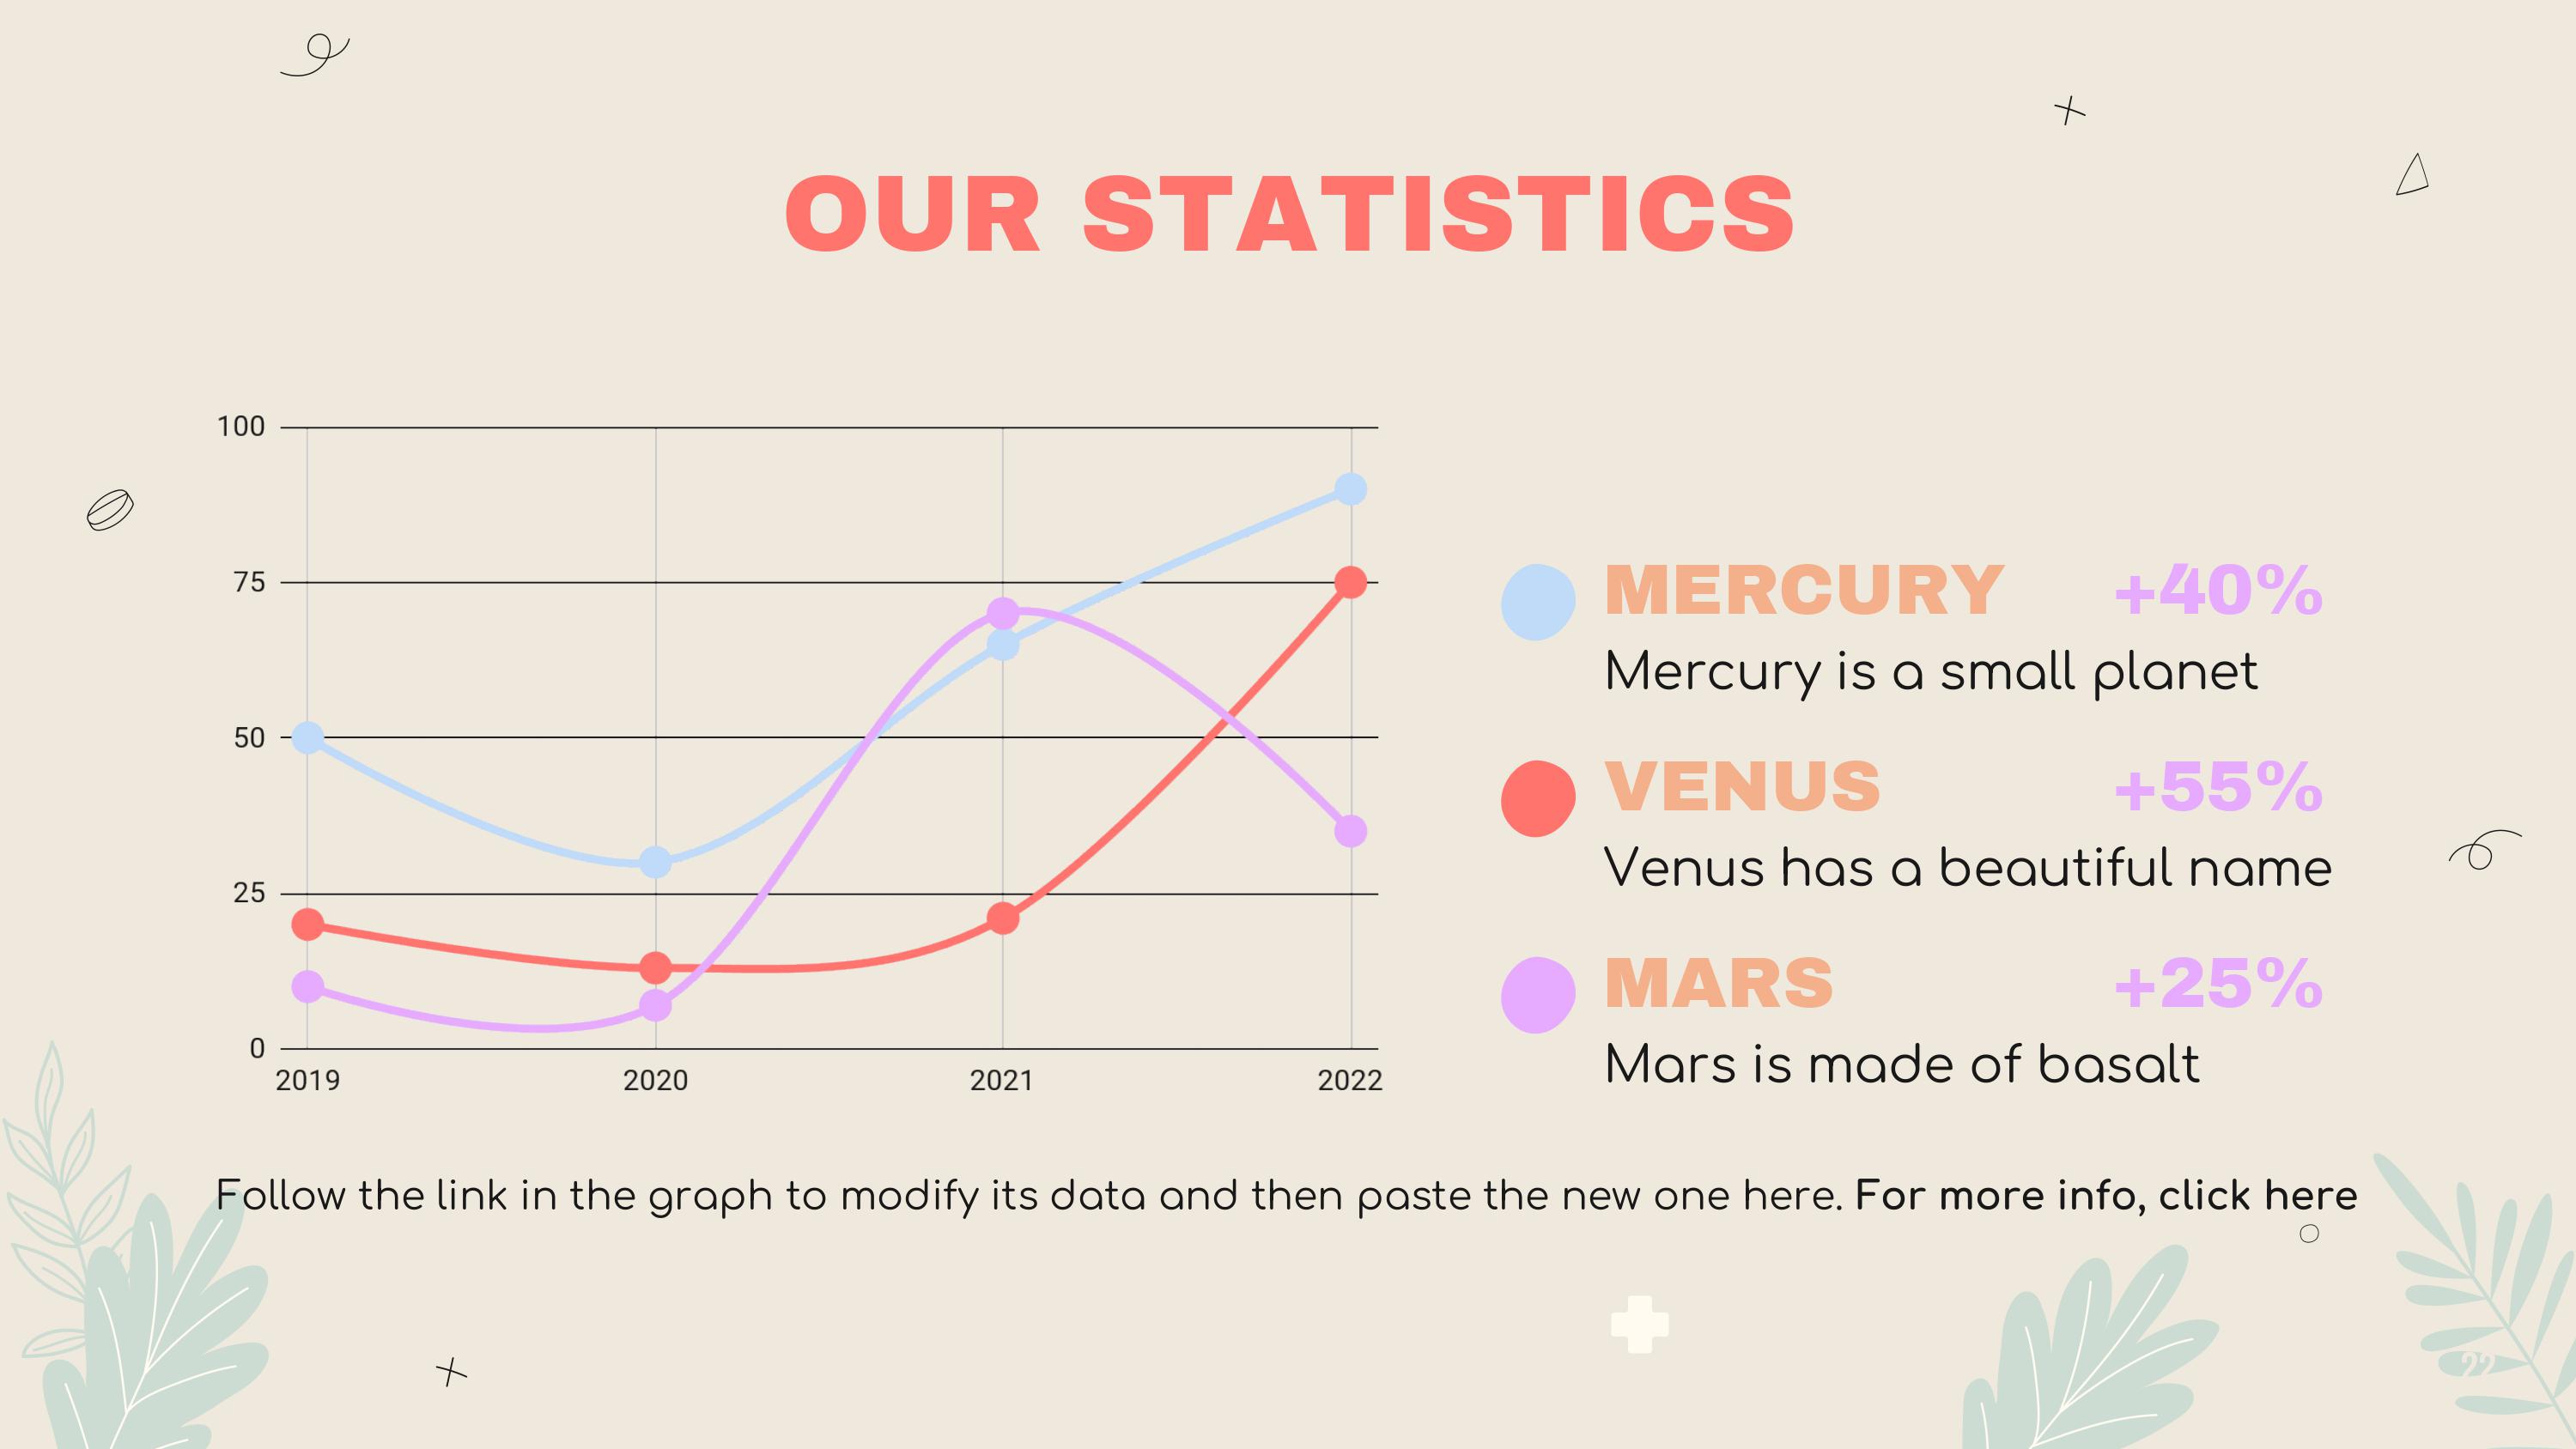 OUR STATISTICS
100
75
50
25
0
2019 2020 2021 2022
MERCURY +40%
Mercury is a small planet
VENUS +55%
Venus has a beautiful name
MARS +25%
Mars is made of basalt
Follow the link in the graph to modify its data and then paste the new one here. For more info, click here
22